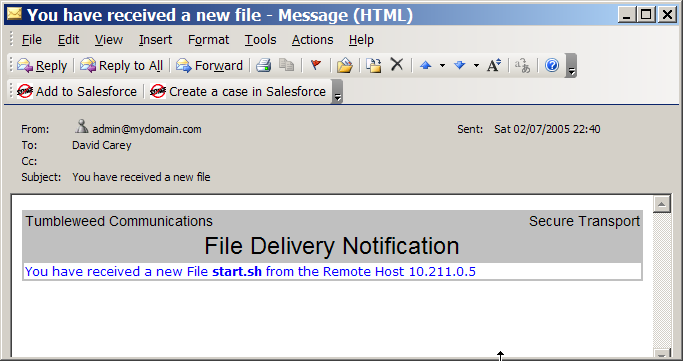 You have received a new file - Message (HTML)
File Edit View Insert Format Tools Actions Help
Reply Reply to All Forward
Add to Salesforce Create a case in Salesforce
From: admin@mydomain.com Sent: Sat 02/07/2005 22:40
To: David Carey
Cc:
Subject: You have received a new file
Tumbleweed Communications Secure Transport
File Delivery Notification
You have received a new File start.sh from the Remote Host 10.211.0.5